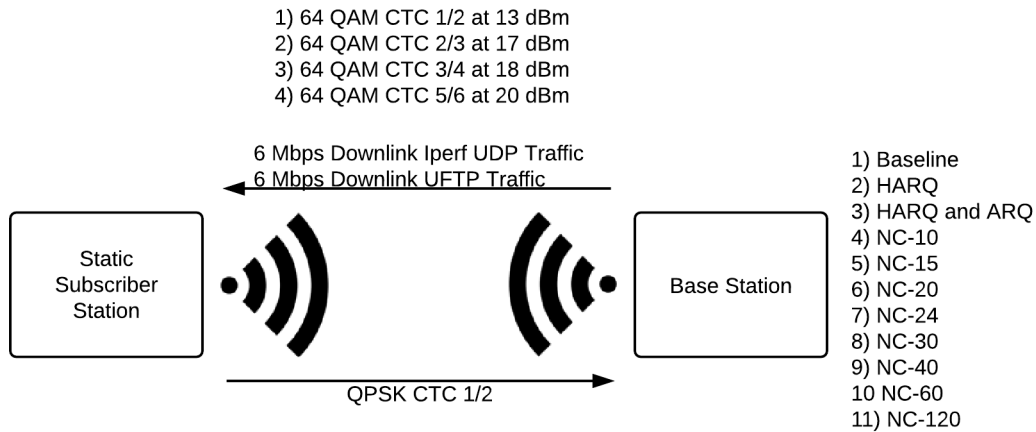 1) 64 QAM CTC 1/2 at 13 dBm
2) 64 QAM CTC 2/3 at 17 dBm
3) 64 QAM CTC 3/4 at 18 dBm
4) 64 QAM CTC 5/6 at 20 dBm
6 Mbps Downlink Iperf UDP Traffic
6 Mbps Downlink UFTP Traffic
Static
Subscriber
Station
Base Station
QPSK CTC 1/2
1) Baseline
2) HARQ
3) HARQ and ARQ
4) NC-10
5) NC-15
6) NC-20
7) NC-24
8) NC-30
9) NC-40
10 NC-60
11) NC-120